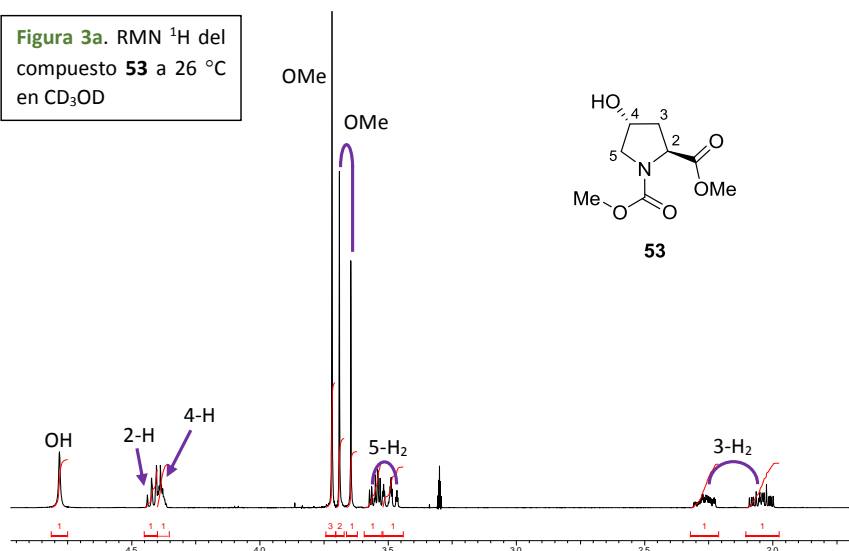 Figura 3a. RMN ¹H del
compuesto 53 a 26 °C
en CD₃OD
OMe
OMe
HO
4
3
2
5
N
O
OMe
Me
O
O
53
OH
2-H
4-H
5-H₂
3-H₂
1
1
1
3
2
1
1
1
1
1
4.5
4.0
3.5
3.0
2.5
2.0